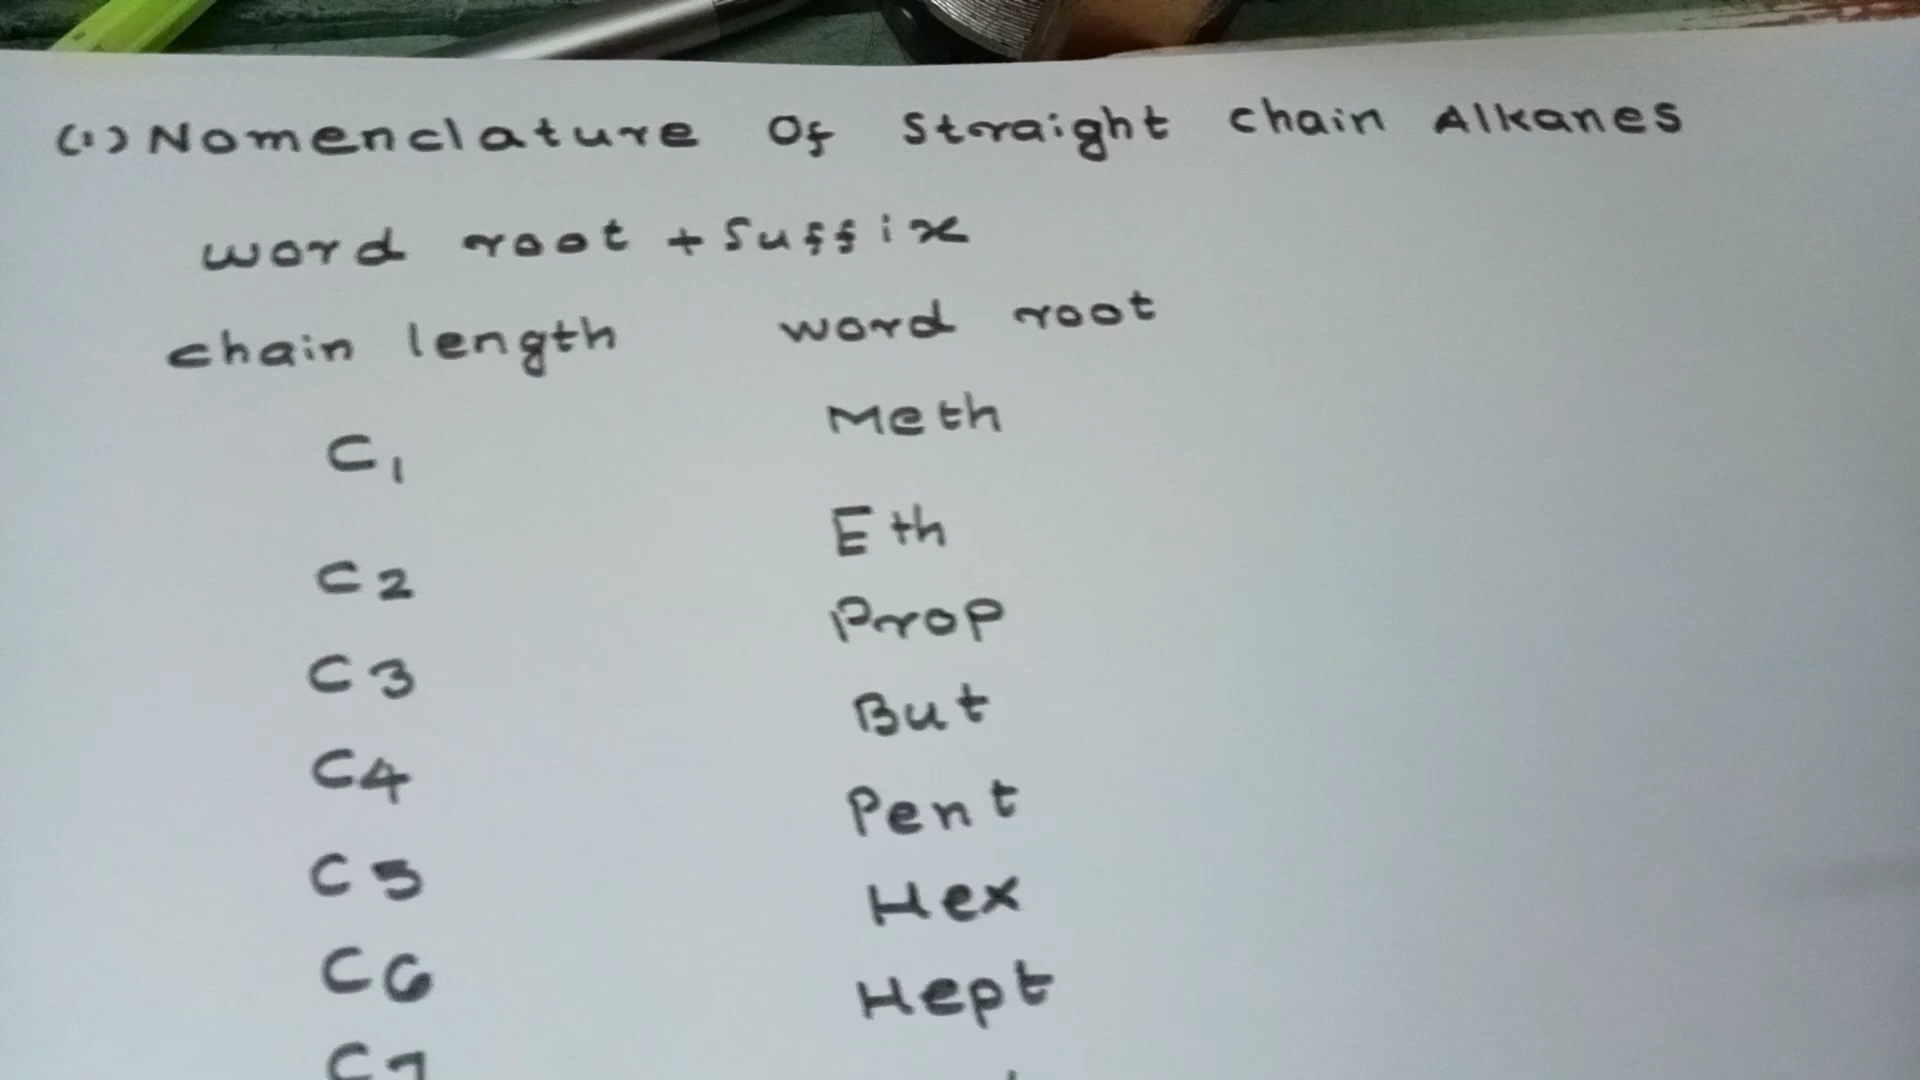 (1) Nomenclature Of Straight chain Alkanes
word root + Suffix
chain length word root
C1 Meth
C2 Eth
C3 Prop
C4 But
C5 Pent
C6 Hex
C7 Hept